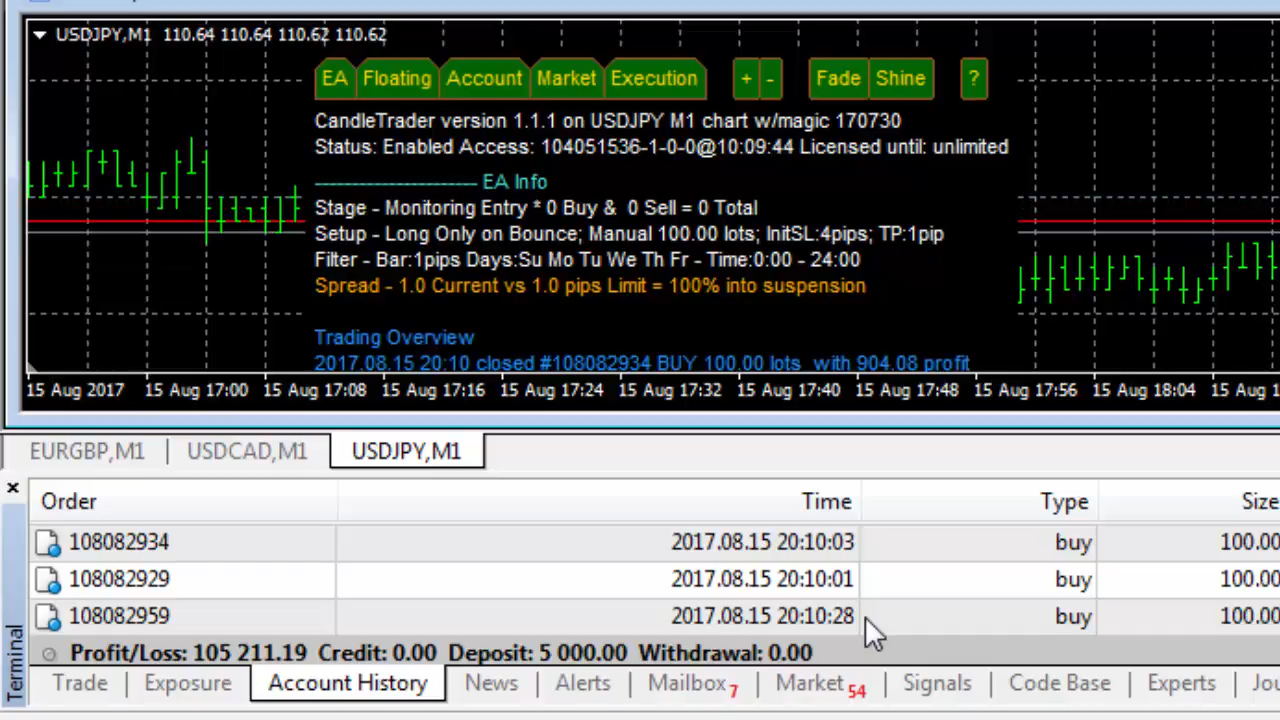 USDJPY,M1 110.64 110.64 110.62 110.62
EA Floating Account Market Execution + - Fade Shine ?
CandleTrader version 1.1.1 on USDJPY M1 chart w/magic 170730
Status: Enabled Access: 104051536-1-0-0@10:09:44 Licensed until: unlimited
---------------------------- EA Info
Stage - Monitoring Entry * 0 Buy & 0 Sell = 0 Total
Setup - Long Only on Bounce; Manual 100.00 lots; InitSL:4pips; TP:1pip
Filter - Bar:1pips Days:Su Mo Tu We Th Fr - Time:0:00 - 24:00
Spread - 1.0 Current vs 1.0 pips Limit = 100% into suspension
Trading Overview
2017.08.15 20:10 closed #108082934 BUY 100.00 lots with 904.08 profit
15 Aug 2017 15 Aug 17:00 15 Aug 17:08 15 Aug 17:16 15 Aug 17:24 15 Aug 17:32 15 Aug 17:40 15 Aug 17:48 15 Aug 17:56 15 Aug 18:04 15 Aug 1
EURGBP,M1 USDCAD,M1 USDJPY,M1
Order Time Type Size
108082934 2017.08.15 20:10:03 buy 100.00
108082929 2017.08.15 20:10:01 buy 100.00
108082959 2017.08.15 20:10:28 buy 100.00
Profit/Loss: 105 211.19 Credit: 0.00 Deposit: 5 000.00 Withdrawal: 0.00
Trade Exposure Account History News Alerts Mailbox 7 Market 54 Signals Code Base Experts Jou
Terminal